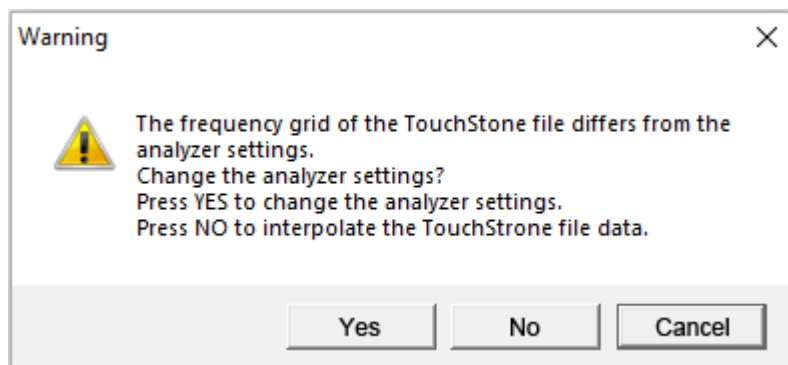 Warning
The frequency grid of the TouchStone file differs from the
analyzer settings.
Change the analyzer settings?
Press YES to change the analyzer settings.
Press NO to interpolate the TouchStrone file data.
Yes No Cancel